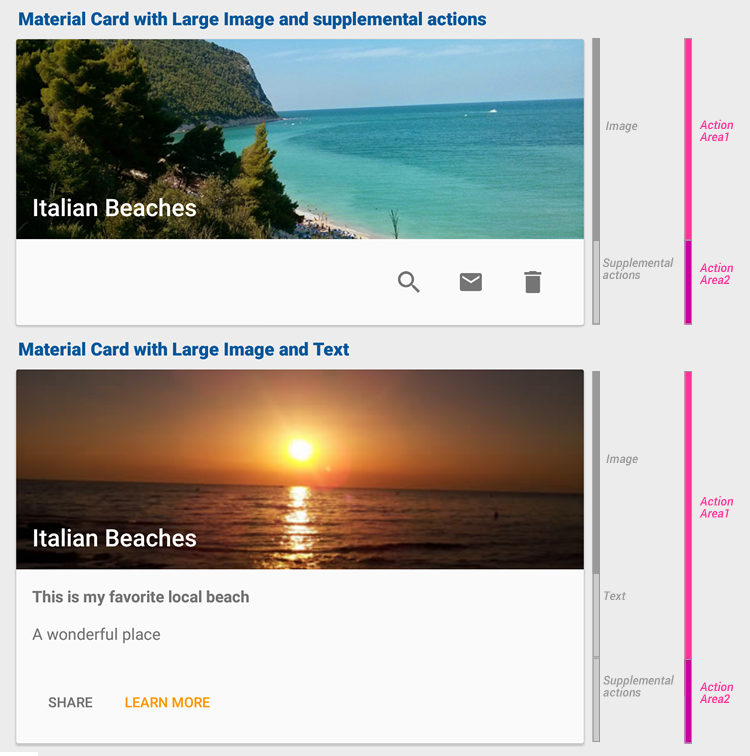 Material Card with Large Image and supplemental actions
Italian Beaches
Image
Supplemental
actions
Action
Area1
Action
Area2
Material Card with Large Image and Text
Italian Beaches
This is my favorite local beach
A wonderful place
SHARE LEARN MORE
Image
Text
Supplemental
actions
Action
Area1
Action
Area2